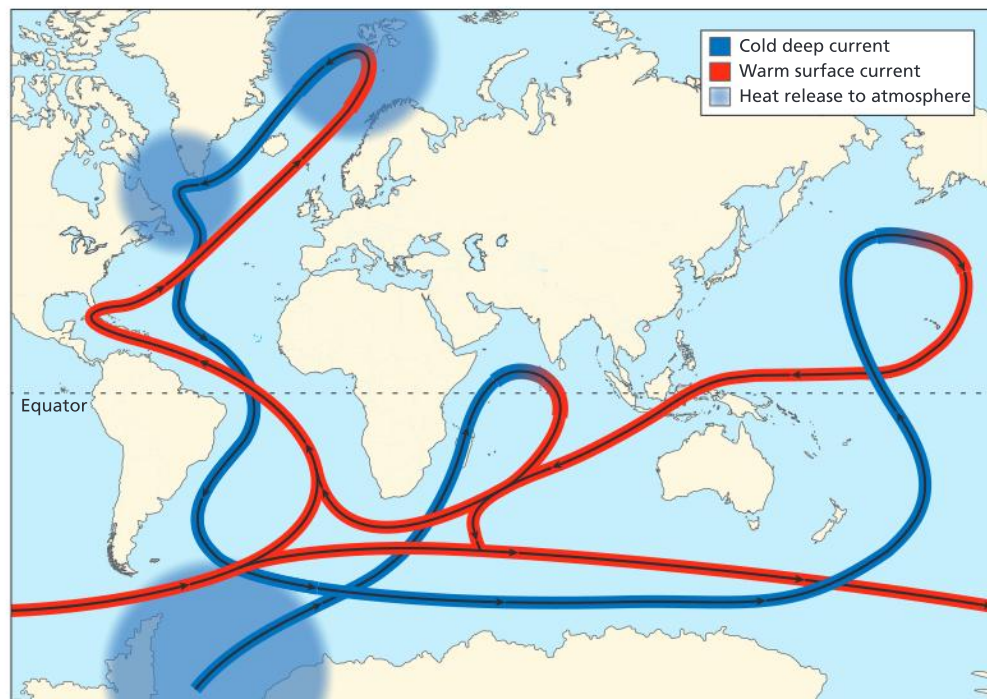 Cold deep current
Warm surface current
Heat release to atmosphere
Equator